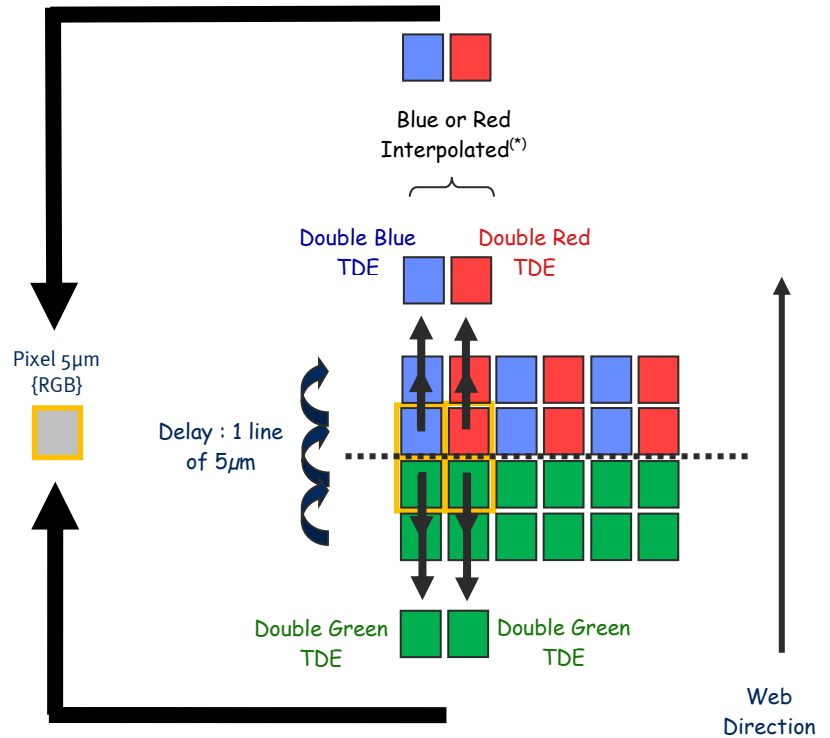 Blue or Red
Interpolated(*)
Double Blue
TDE
Double Red
TDE
Pixel 5µm
{RGB}
Delay : 1 line
of 5µm
Double Green
TDE
Double Green
TDE
Web
Direction